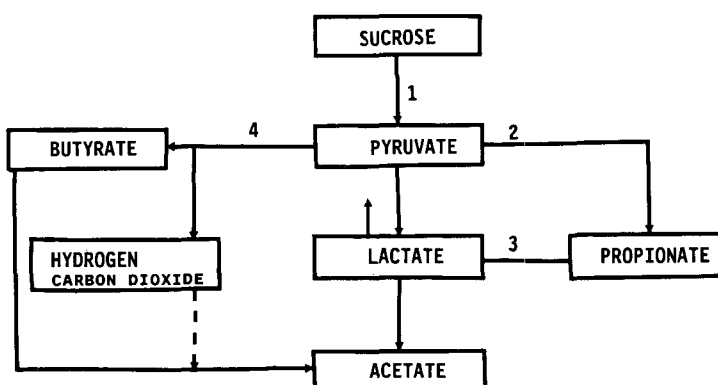 SUCROSE
1
4
2
BUTYRATE
PYRUVATE
3
HYDROGEN
CARBON DIOXIDE
LACTATE
PROPIONATE
ACETATE